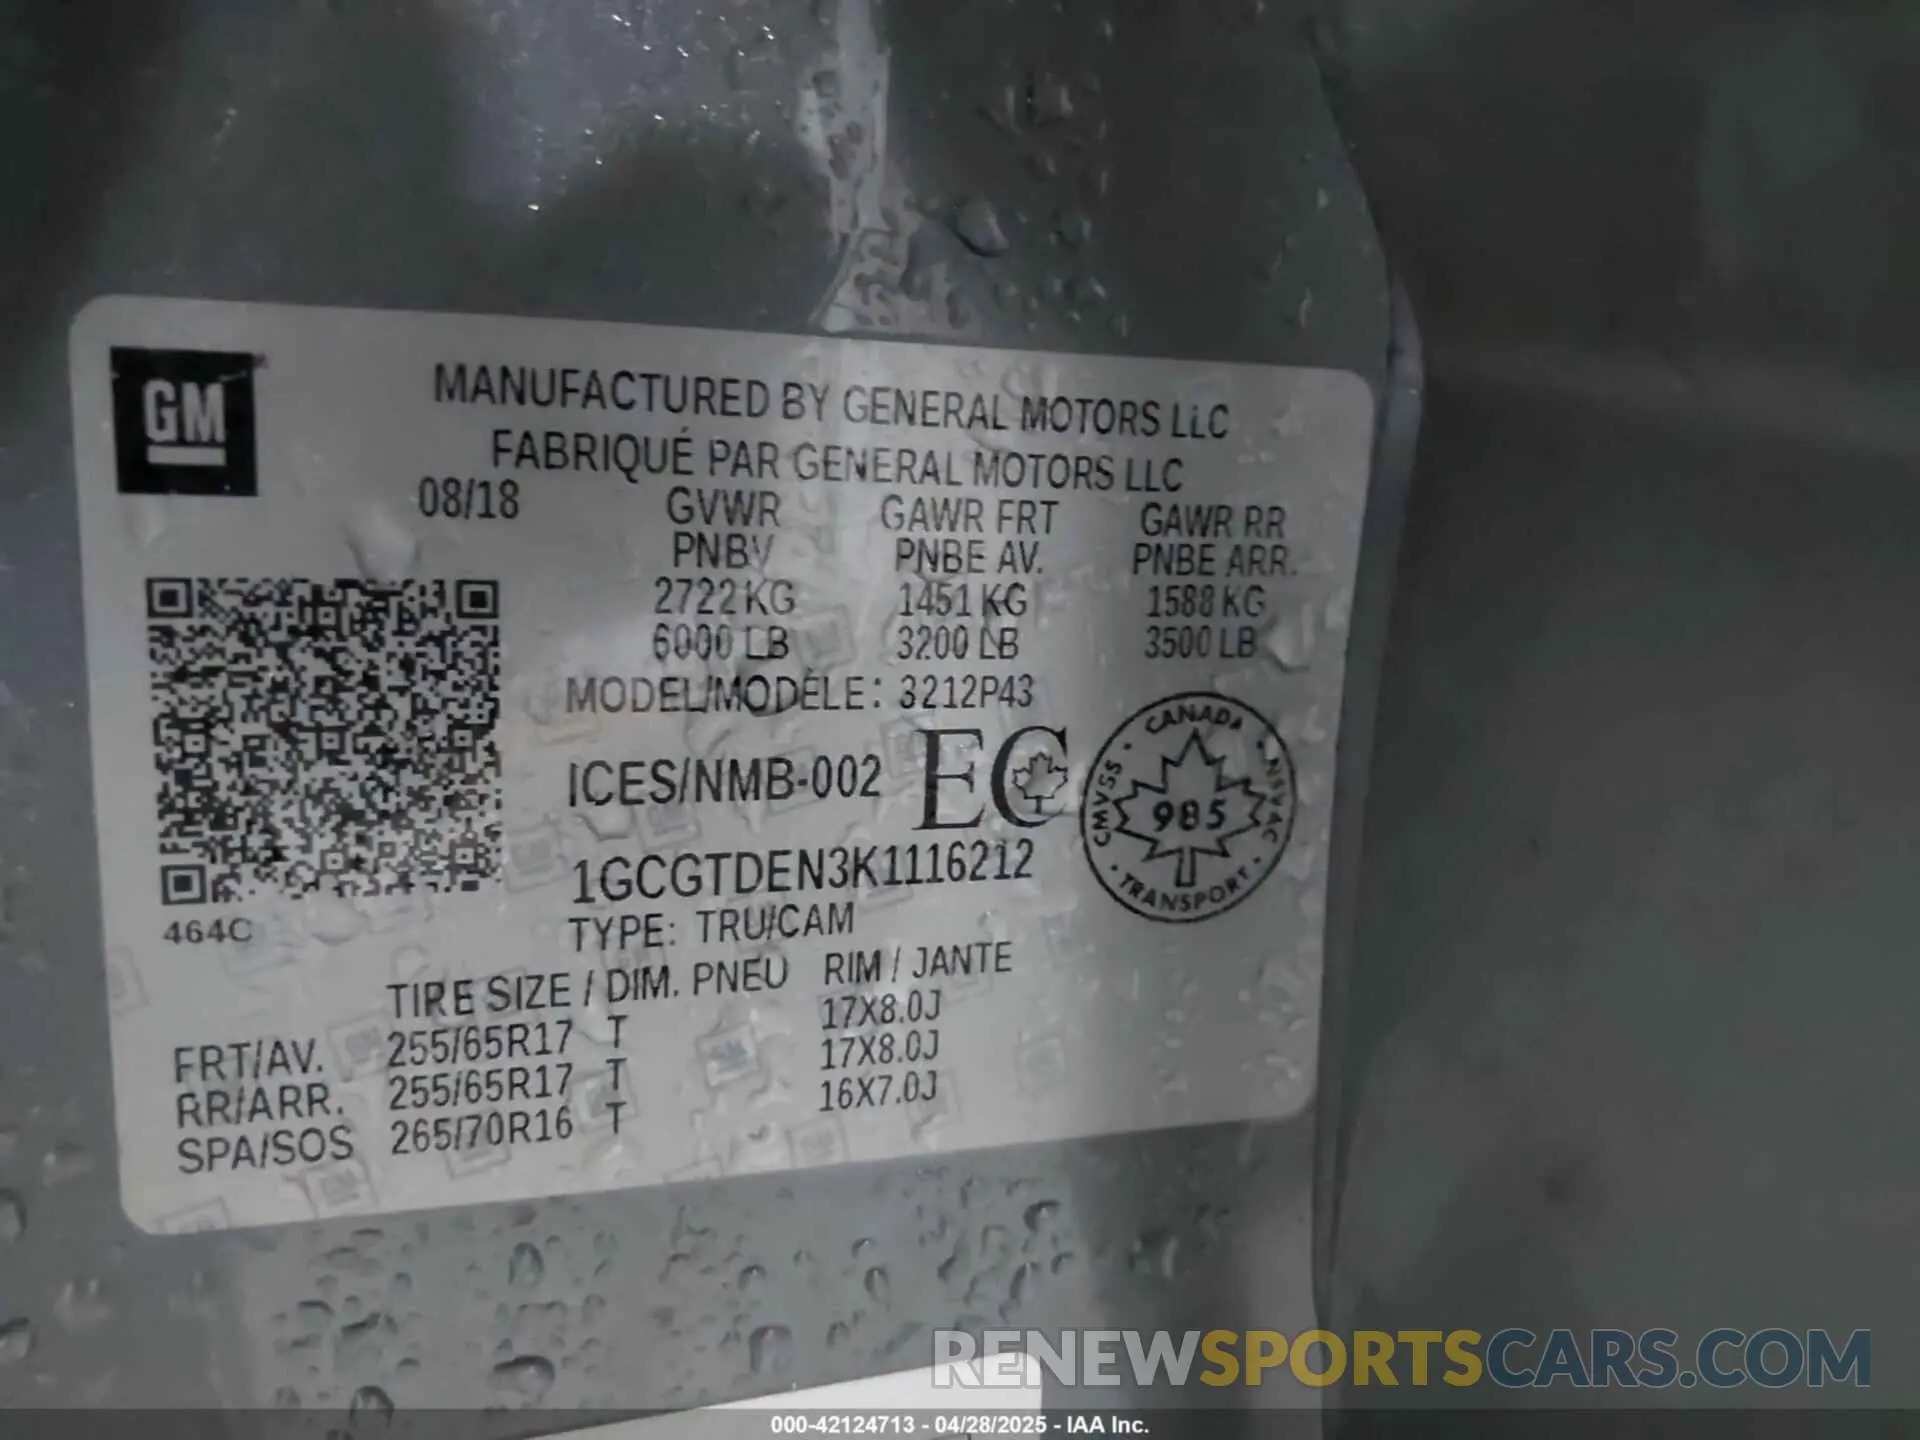 GM
MANUFACTURED BY GENERAL MOTORS LLC
FABRIQUÉ PAR GENERAL MOTORS LLC
08/18 GVWR GAWR FRT GAWR RR
PNBV PNBE AV. PNBE ARR.
2722 KG 1451 KG 1588 KG
6000 LB 3200 LB 3500 LB
MODEL/MODÈLE: 3212P43
ICES/NMB-002 EC
CANADA
CMVSS 985 NSVAC
TRANSPORT
1GCGTDEN3K1116212
464C
TYPE: TRU/CAM
TIRE SIZE / DIM. PNEU RIM / JANTE
FRT/AV. 255/65R17 T 17X8.0J
RR/ARR. 255/65R17 T 17X8.0J
SPA/SOS 265/70R16 T 16X7.0J
RENEWSPORTSCARS.COM
000-42124713 - 04/28/2025 - IAA Inc.